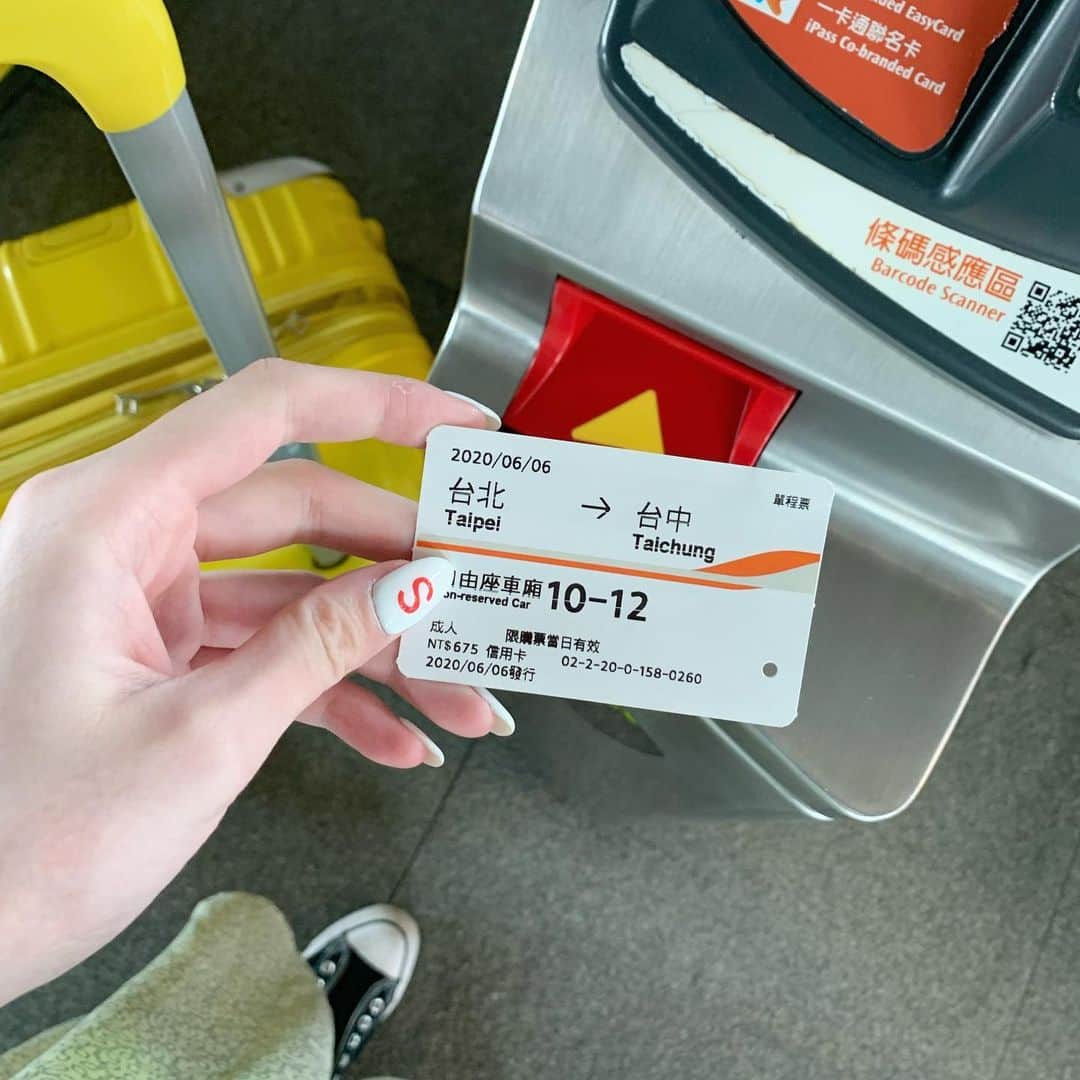 EasyCard
一卡通聯名卡
iPass Co-branded Card
條碼感應區
Barcode Scanner
2020/06/06
台北 → 台中 單程票
Taipei Taichung
由座車廂 10-12
on-reserved Car
成人 限購票當日有效
NT$675 信用卡 02-2-20-0-158-0260
2020/06/06發行
S